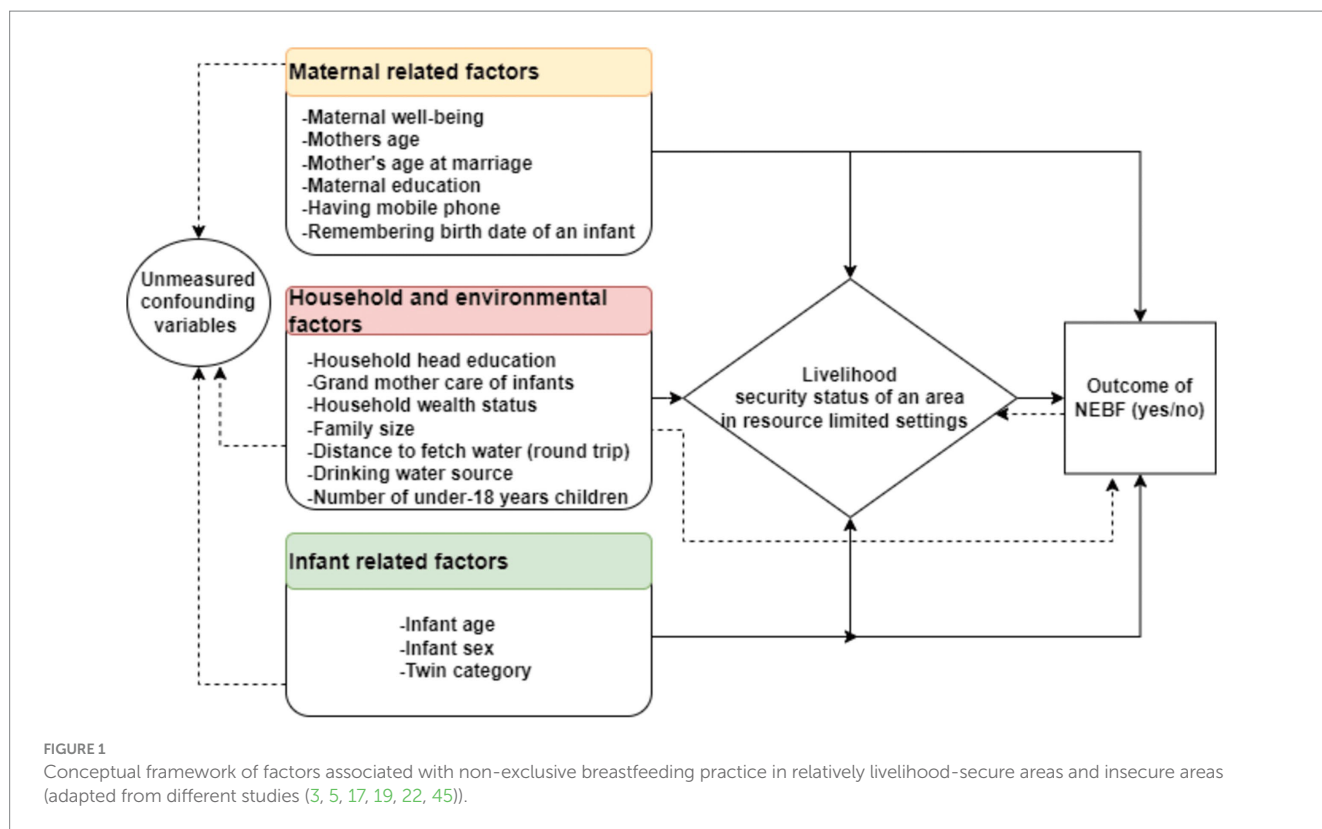 Maternal related factors
-Maternal well-being
-Mothers age
-Mother's age at marriage
-Maternal education
-Having mobile phone
-Remembering birth date of an infant
Unmeasured
confounding
variables
Household and environmental
factors
-Household head education
-Grand mother care of infants
-Household wealth status
-Family size
-Distance to fetch water (round trip)
-Drinking water source
-Number of under-18 years children
Livelihood
security status of an area
in resource limited settings
Outcome of
NEBF (yes/no)
Infant related factors
-Infant age
-Infant sex
-Twin category
FIGURE 1
Conceptual framework of factors associated with non-exclusive breastfeeding practice in relatively livelihood-secure areas and insecure areas
(adapted from different studies (3, 5, 17, 19, 22, 45)).